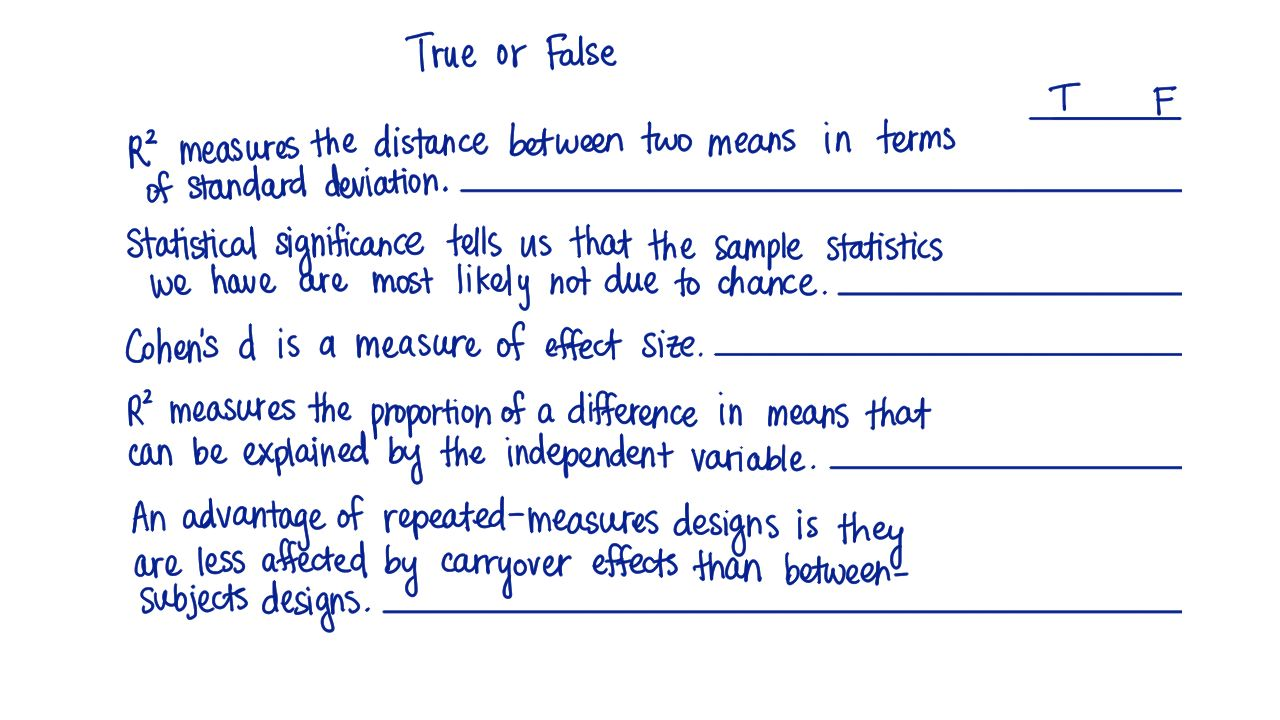 True or False
T F
R² measures the distance between two means in terms
of standard deviation.
Statistical significance tells us that the sample statistics
we have are most likely not due to chance.
Cohen's d is a measure of effect size.
R² measures the proportion of a difference in means that
can be explained by the independent variable.
An advantage of repeated-measures designs is they
are less affected by carryover effects than between-
subjects designs.